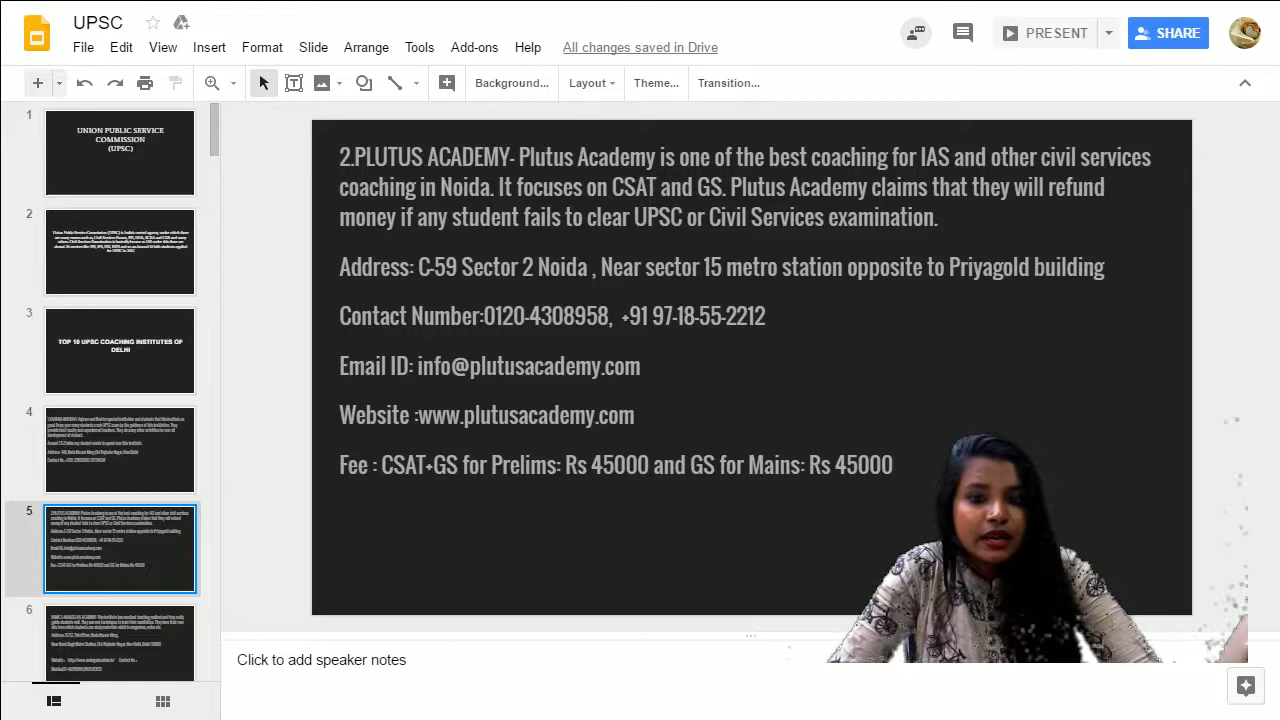 UPSC
File Edit View Insert Format Slide Arrange Tools Add-ons Help All changes saved in Drive
PRESENT
SHARE
Background... Layout Theme... Transition...
1
UNION PUBLIC SERVICE
COMMISSION
(UPSC)
2
3
TOP 10 UPSC COACHING INSTITUTES OF
DELHI
4
5
6
2.PLUTUS ACADEMY- Plutus Academy is one of the best coaching for IAS and other civil services
coaching in Noida. It focuses on CSAT and GS. Plutus Academy claims that they will refund
money if any student fails to clear UPSC or Civil Services examination.
Address: C-59 Sector 2 Noida , Near sector 15 metro station opposite to Priyagold building
Contact Number:0120-4308958, +91 97-18-55-2212
Email ID: info@plutusacademy.com
Website :www.plutusacademy.com
Fee : CSAT+GS for Prelims: Rs 45000 and GS for Mains: Rs 45000
Click to add speaker notes